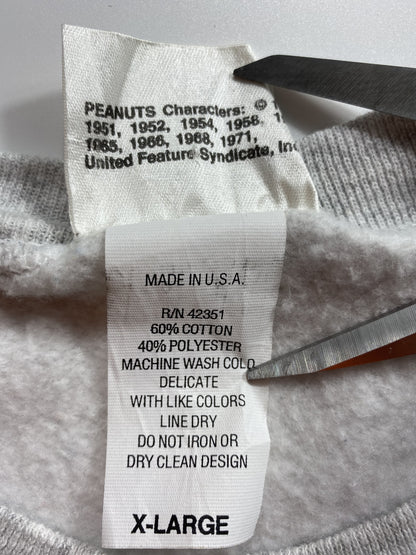 PEANUTS Characters: ©
1951, 1952, 1954, 1958,
1965, 1966, 1968, 1971,
United Feature Syndicate, Inc
MADE IN U.S.A.
R/N 42351
60% COTTON
40% POLYESTER
MACHINE WASH COLD
DELICATE
WITH LIKE COLORS
LINE DRY
DO NOT IRON OR
DRY CLEAN DESIGN
X-LARGE